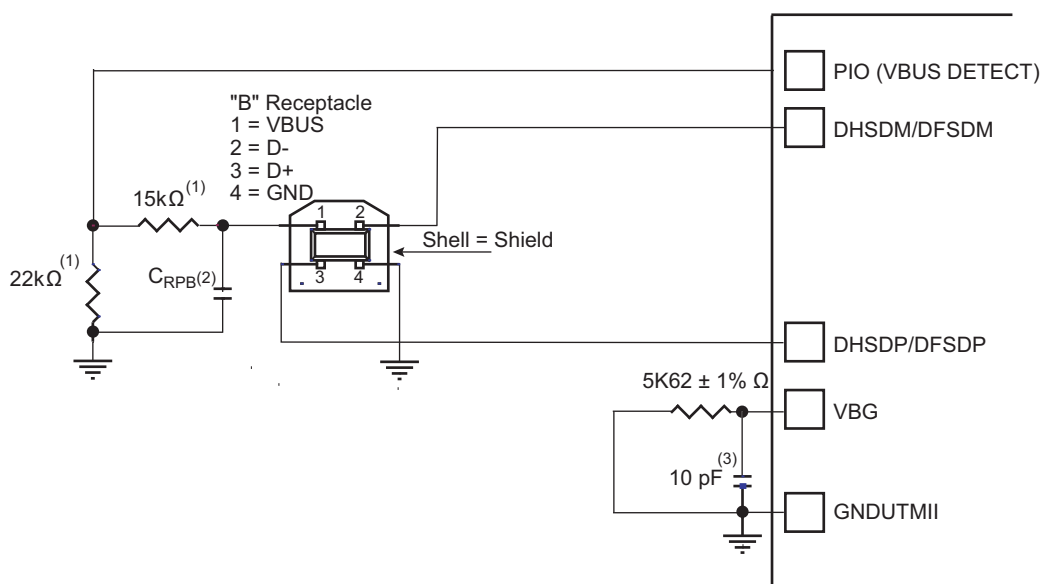 PIO (VBUS DETECT)
"B" Receptacle
1 = VBUS
2 = D-
3 = D+
4 = GND
DHSDM/DFSDM
15kΩ(1)
1 2
Shell = Shield
22kΩ(1)
CRPB(2)
3 4
DHSDP/DFSDP
5K62 ± 1% Ω
VBG
10 pF(3)
GNDUTMII